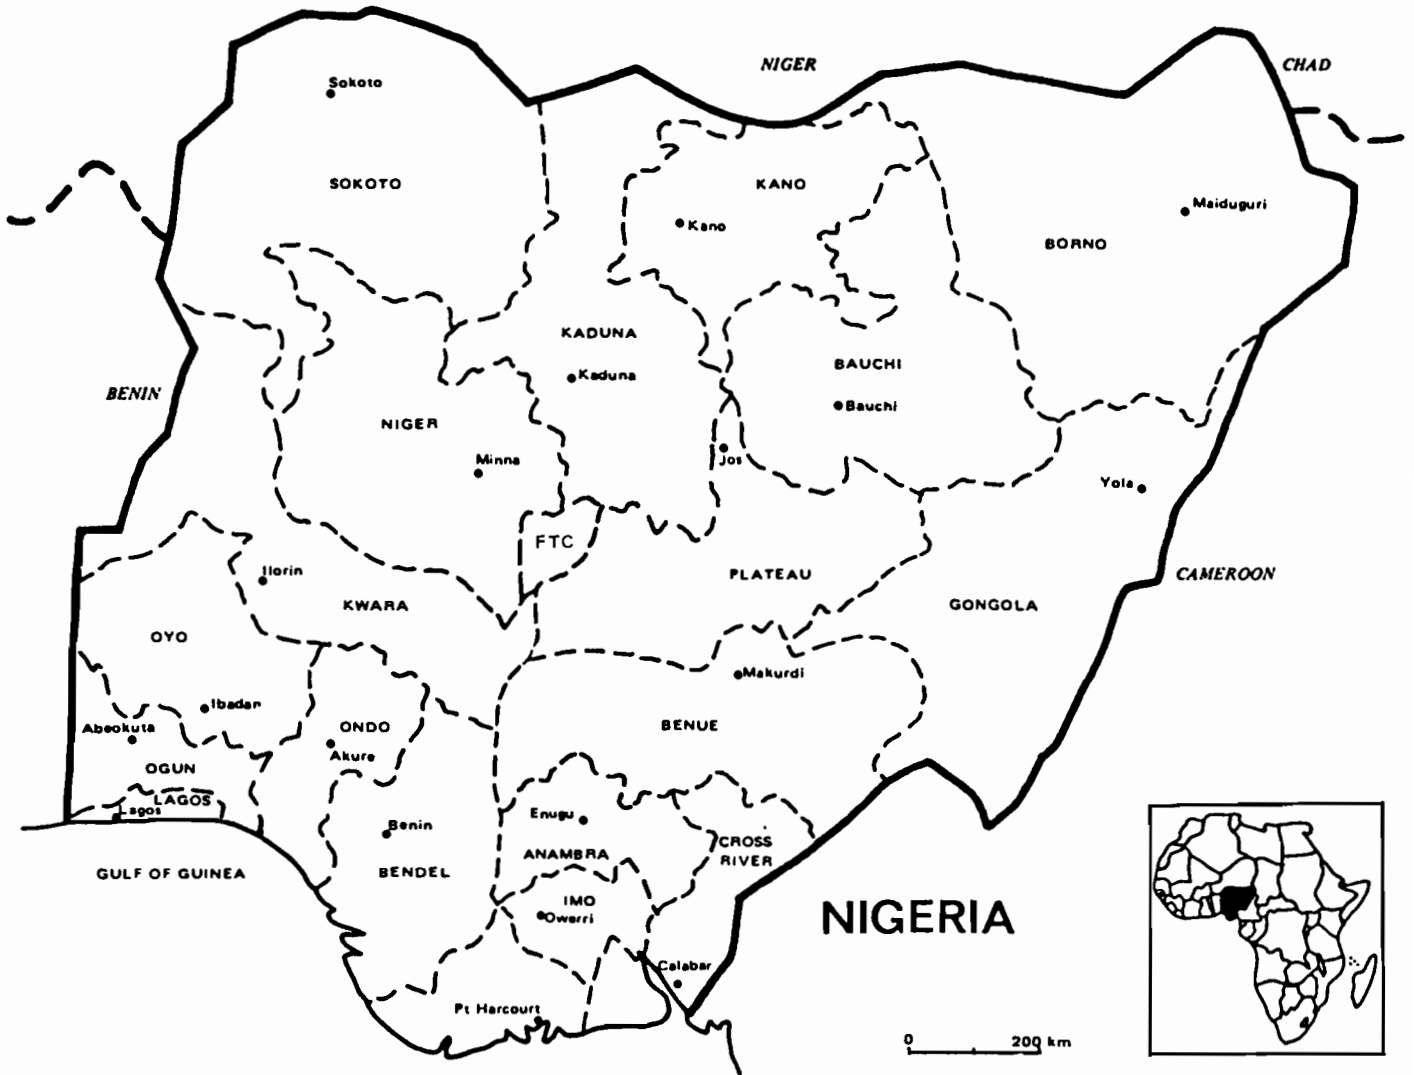 NIGER
CHAD
Sokoto
SOKOTO
KANO
Kano
Maiduguri
BORNO
KADUNA
Kaduna
BAUCHI
Bauchi
BENIN
NIGER
Minna
Jos
Yola
FTC
Ilorin
KWARA
PLATEAU
GONGOLA
CAMEROON
OYO
Ibadan
Makurdi
BENUE
ONDO
Akure
Abeokuta
OGUN
LAGOS
Lagos
Benin
BENDEL
Enugu
ANAMBRA
CROSS
RIVER
GULF OF GUINEA
IMO
Owerri
NIGERIA
Calabar
Pt Harcourt
0 200 km